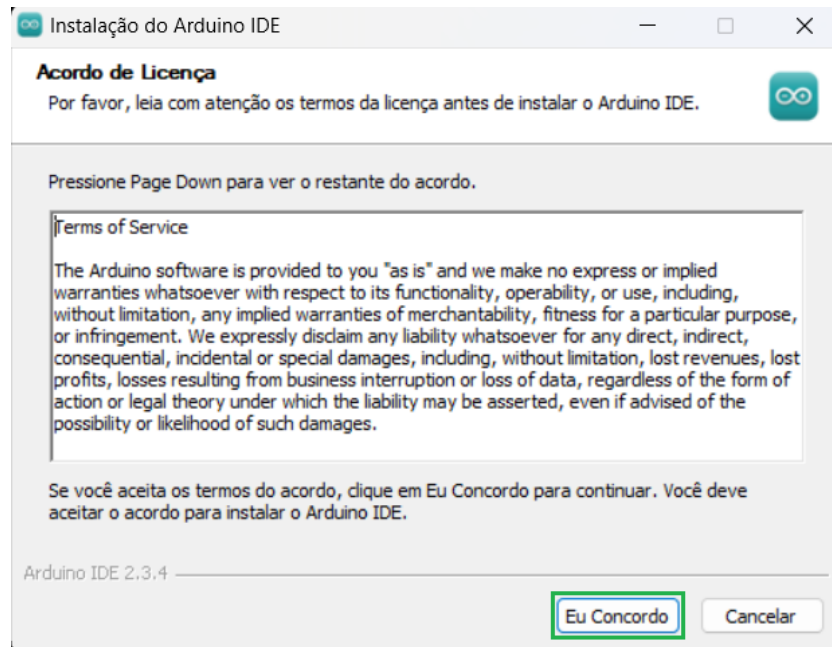 Instalação do Arduino IDE
Acordo de Licença
Por favor, leia com atenção os termos da licença antes de instalar o Arduino IDE.
Pressione Page Down para ver o restante do acordo.
Terms of Service
The Arduino software is provided to you "as is" and we make no express or implied
warranties whatsoever with respect to its functionality, operability, or use, including,
without limitation, any implied warranties of merchantability, fitness for a particular purpose,
or infringement. We expressly disclaim any liability whatsoever for any direct, indirect,
consequential, incidental or special damages, including, without limitation, lost revenues, lost
profits, losses resulting from business interruption or loss of data, regardless of the form of
action or legal theory under which the liability may be asserted, even if advised of the
possibility or likelihood of such damages.
Se você aceita os termos do acordo, clique em Eu Concordo para continuar. Você deve
aceitar o acordo para instalar o Arduino IDE.
Arduino IDE 2.3.4
Eu Concordo Cancelar